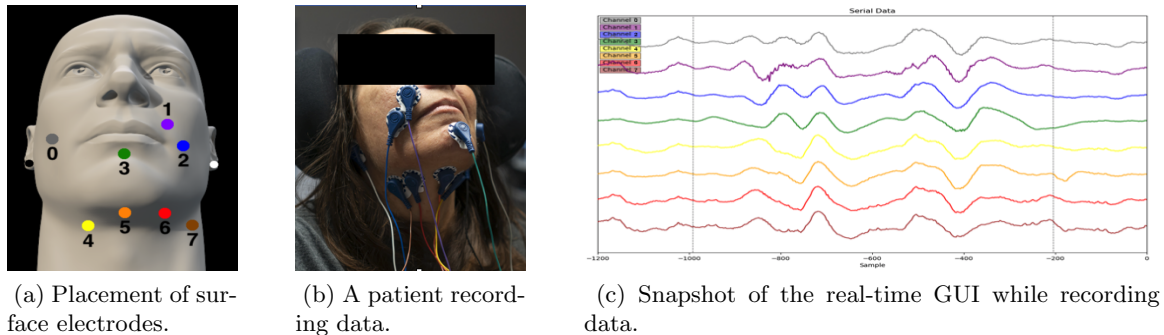 1
0
2
3
5
6
4
7
Serial Data
Channel 0
Channel 1
Channel 2
Channel 3
Channel 4
Channel 5
Channel 6
Channel 7
−1200 −1000 −800 −600 −400 −200 0
Sample
(a) Placement of sur-
face electrodes.
(b) A patient record-
ing data.
(c) Snapshot of the real-time GUI while recording
data.